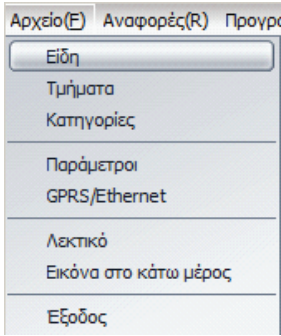 Αρχείο(F) Αναφορές(R)
Είδη
Τμήματα
Κατηγορίες
Παράμετροι
GPRS/Ethernet
Λεκτικό
Εικόνα στο κάτω μέρος
Έξοδος